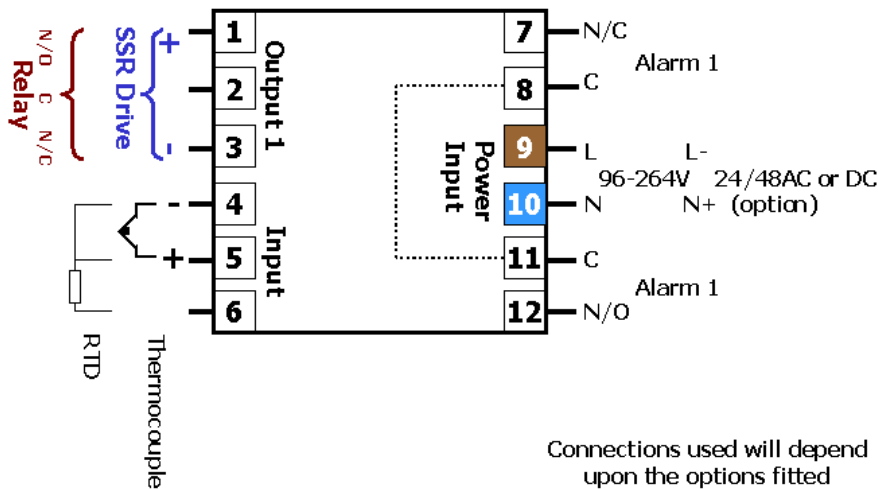 Relay
N/O C N/C
SSR Drive
+ -
1
2
3
4
5
6
Output 1
Input
- +
RTD
Thermocouple
7
8
9
10
11
12
Power
Input
N/C
C
Alarm 1
L L-
96-264V 24/48AC or DC
N N+ (option)
C
Alarm 1
N/O
Connections used will depend
upon the options fitted